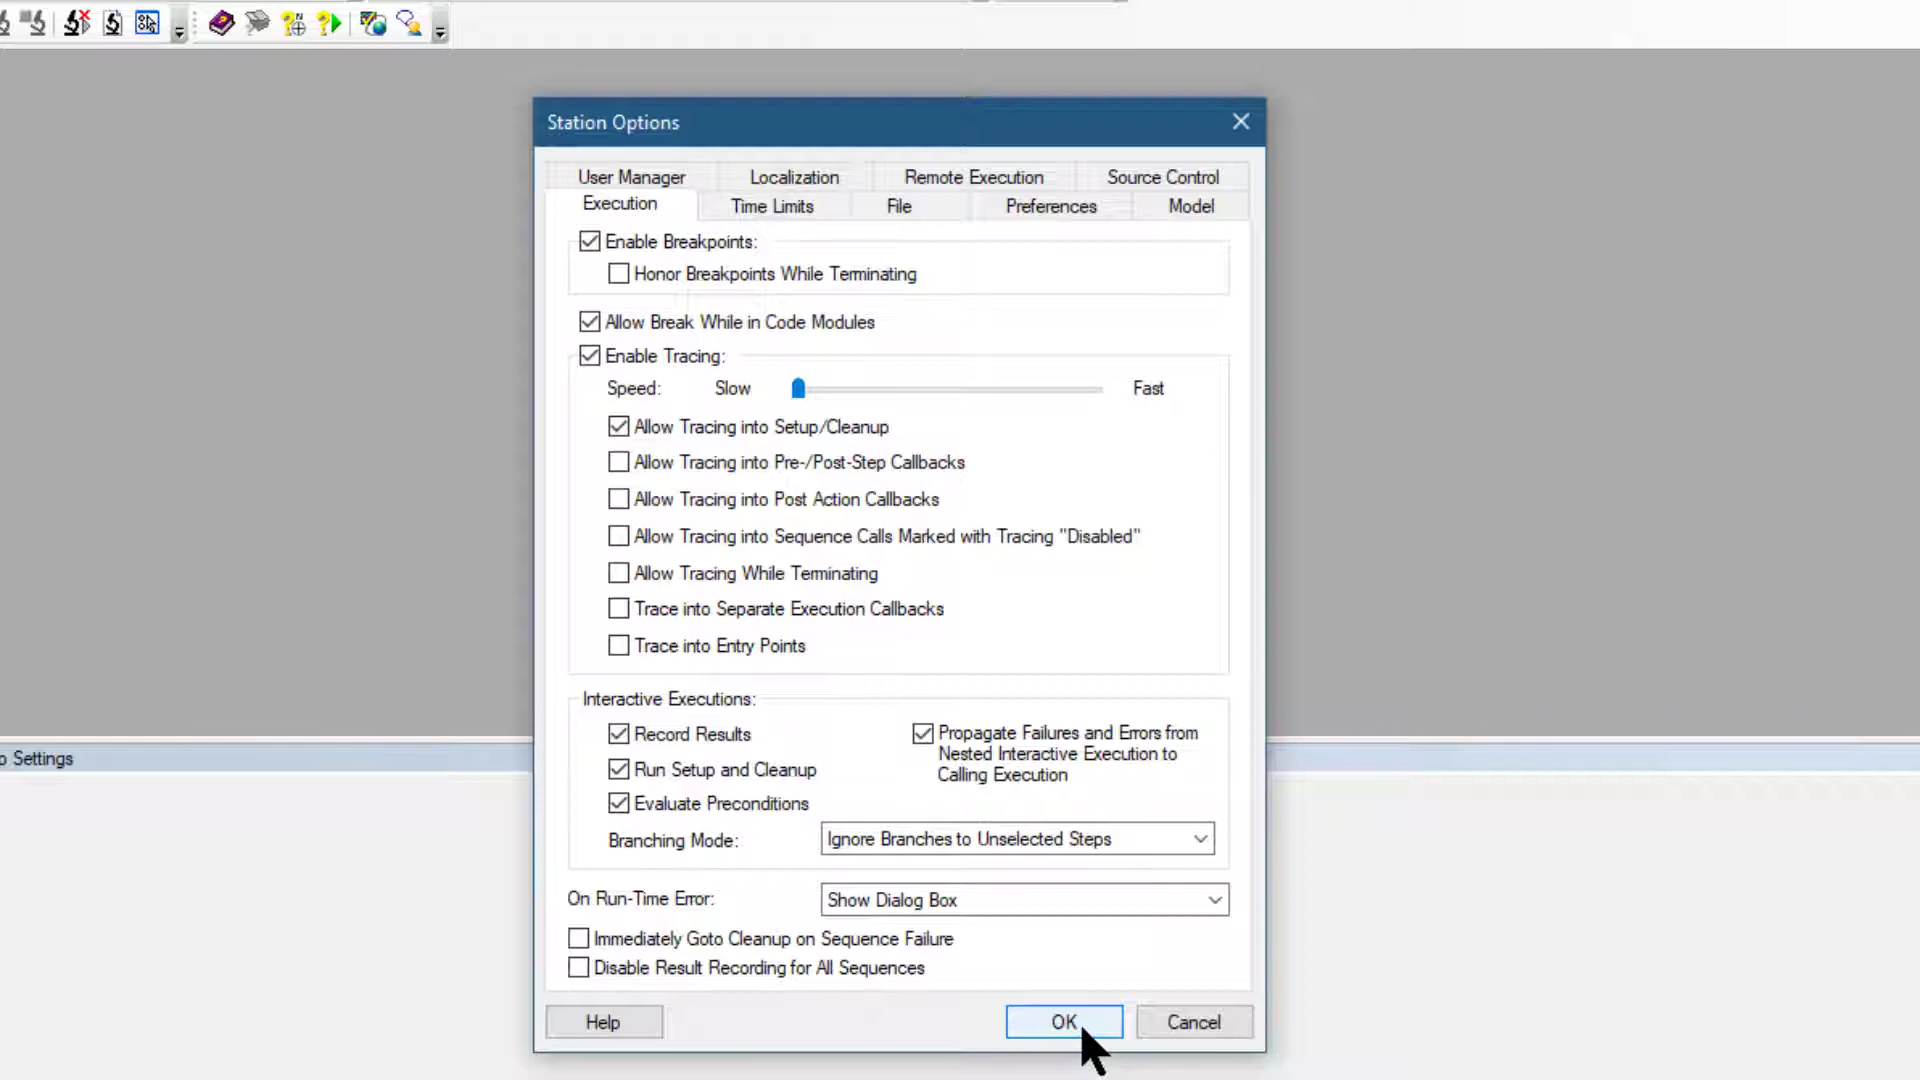 Station Options
User Manager Localization Remote Execution Source Control
Execution Time Limits File Preferences Model
Enable Breakpoints:
Honor Breakpoints While Terminating
Allow Break While in Code Modules
Enable Tracing:
Speed: Slow Fast
Allow Tracing into Setup/Cleanup
Allow Tracing into Pre-/Post-Step Callbacks
Allow Tracing into Post Action Callbacks
Allow Tracing into Sequence Calls Marked with Tracing "Disabled"
Allow Tracing While Terminating
Trace into Separate Execution Callbacks
Trace into Entry Points
Interactive Executions:
Record Results
Run Setup and Cleanup
Evaluate Preconditions
Propagate Failures and Errors from
Nested Interactive Execution to
Calling Execution
Branching Mode: Ignore Branches to Unselected Steps
On Run-Time Error: Show Dialog Box
Immediately Goto Cleanup on Sequence Failure
Disable Result Recording for All Sequences
Help OK Cancel
Settings